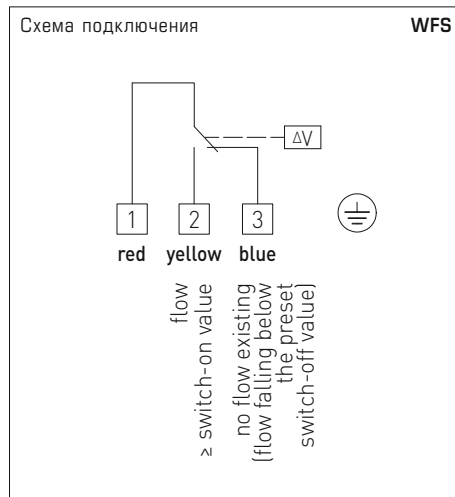 Схема подключения WFS
ΔV
1 2 3
red yellow blue
flow
≥ switch-on value
no flow existing
(flow falling below
the preset
switch-off value)